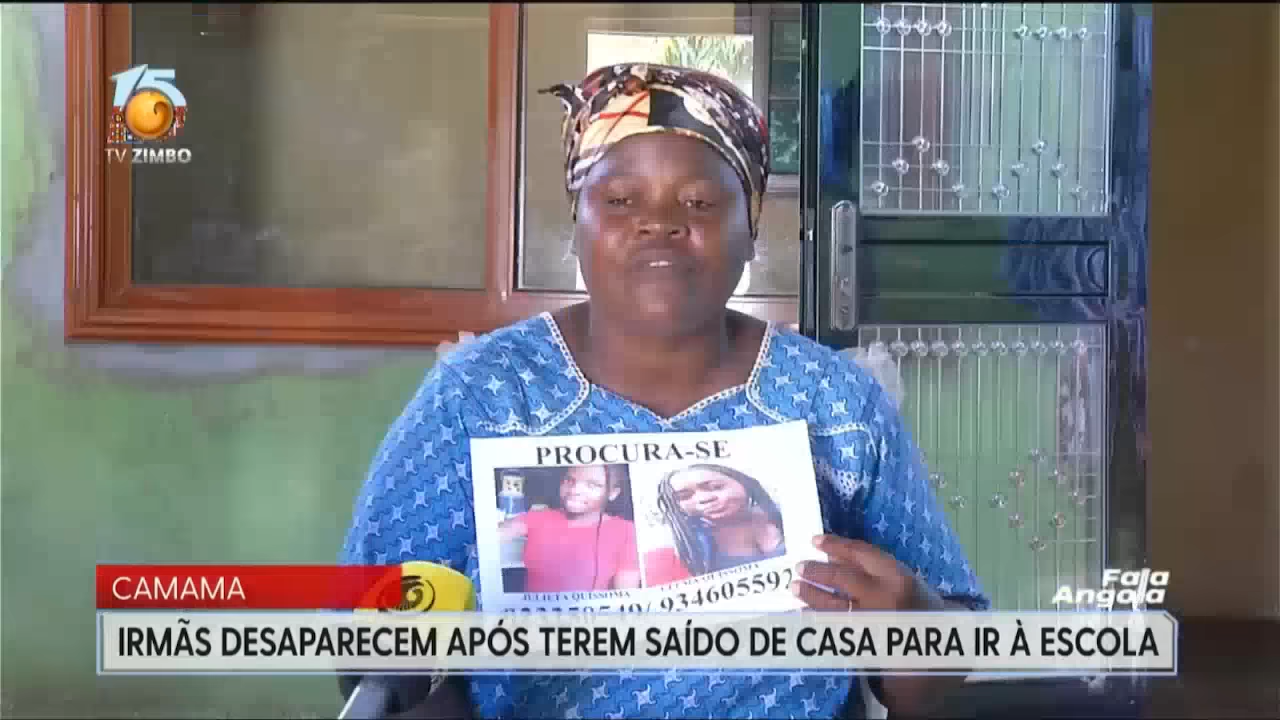 15
TV ZIMBO
PROCURA-SE
JULIETA QUISSOMA
QUISSOMA
934605592
CAMAMA
Fala
Angola
IRMÃS DESAPARECEM APÓS TEREM SAÍDO DE CASA PARA IR À ESCOLA